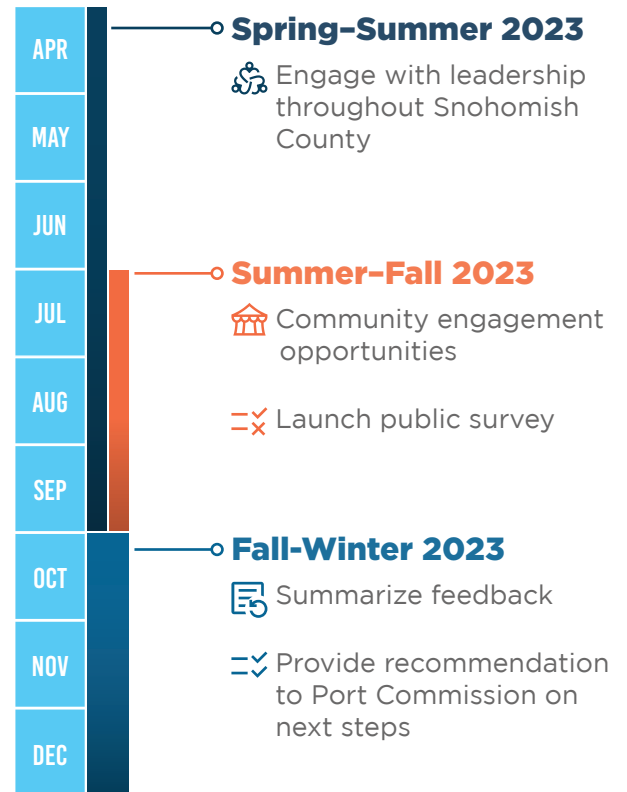 APR
MAY
JUN
JUL
AUG
SEP
OCT
NOV
DEC
Spring–Summer 2023
Engage with leadership
throughout Snohomish
County
Summer–Fall 2023
Community engagement
opportunities
Launch public survey
Fall-Winter 2023
Summarize feedback
Provide recommendation
to Port Commission on
next steps